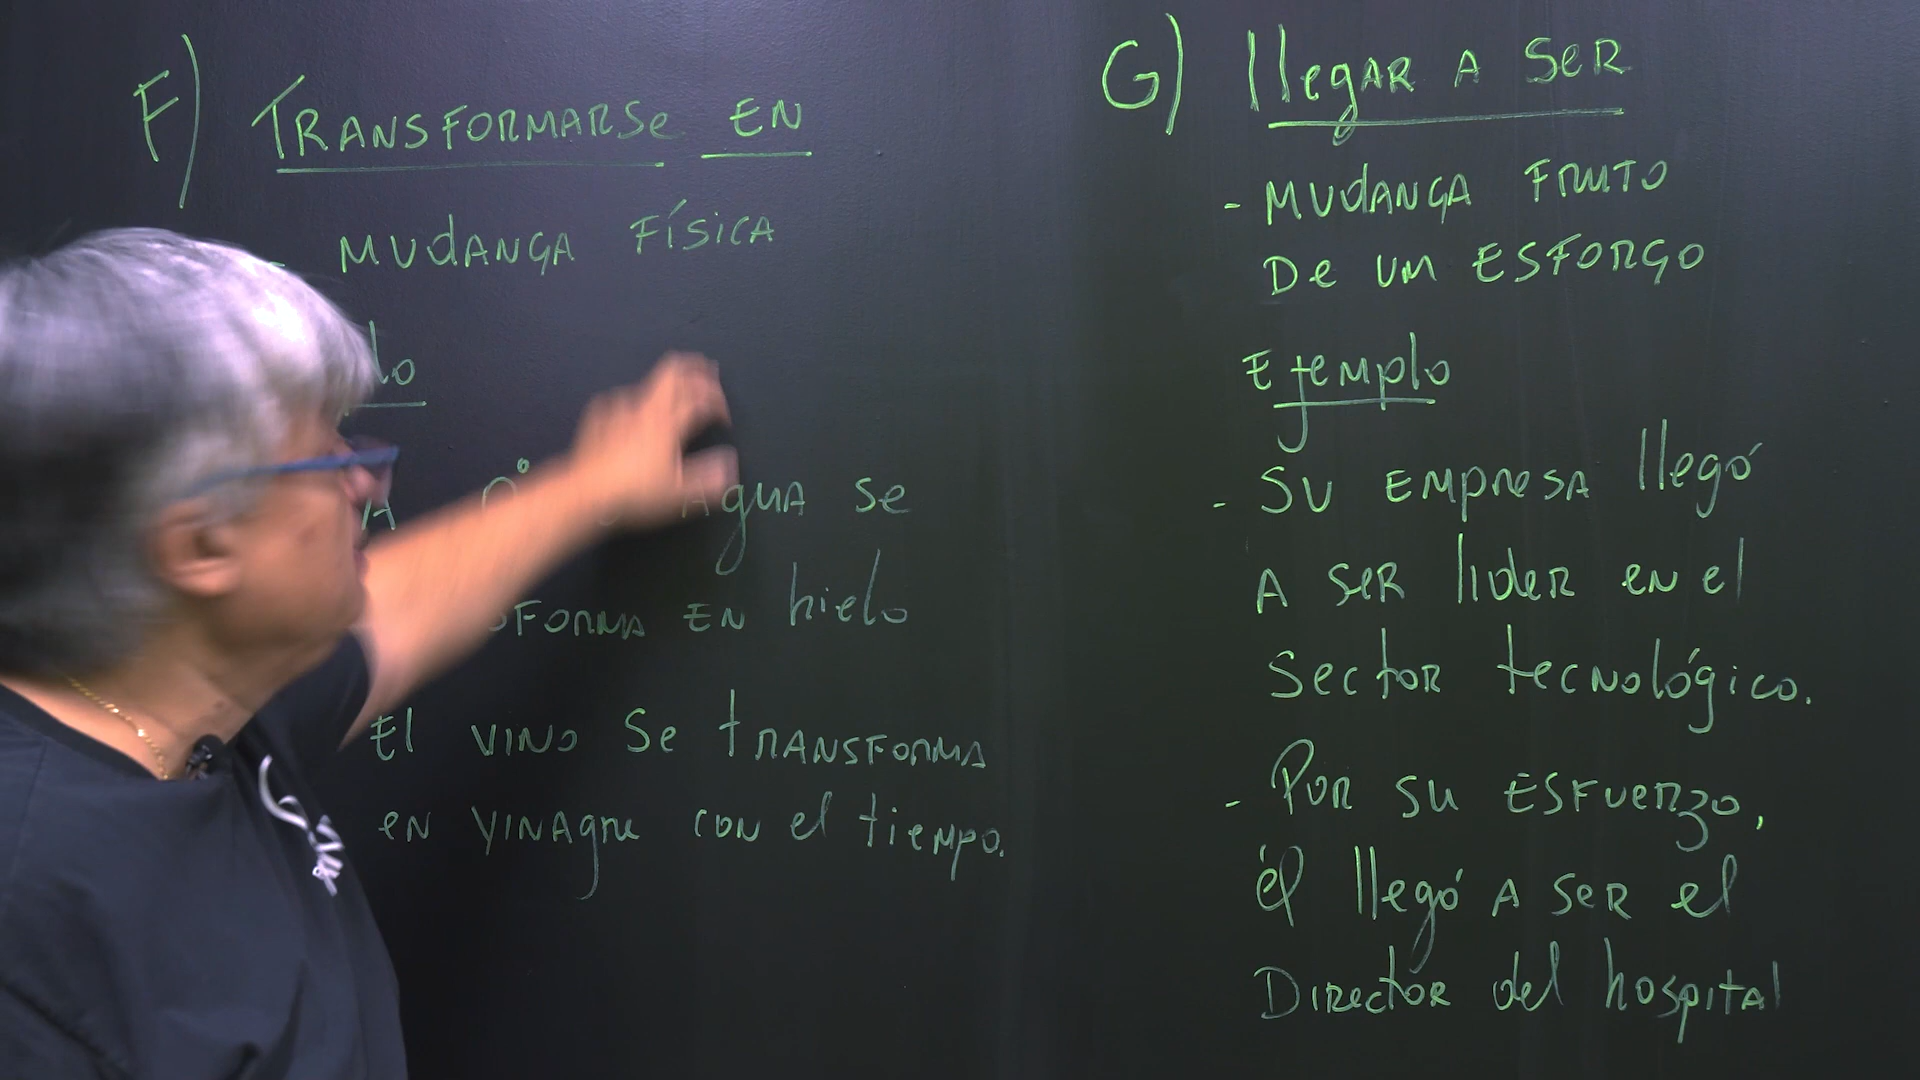 F) TRANSFORMARSE EN
MUDANÇA FÍSICA
A 0° AGUA SE
EN hielo
El VINO SE TRANSFORMA
EN VINAGRE CON el tiempo.
G) llegar A SER
- MUDANÇA FRUTO
DE UM ESFORÇO
Ejemplo
- SU EMPRESA llegó
A SER lider EN el
Sector tecnológico.
- POR SU ESFUERZO,
él llegó A SER el
DIRECTOR del hospital